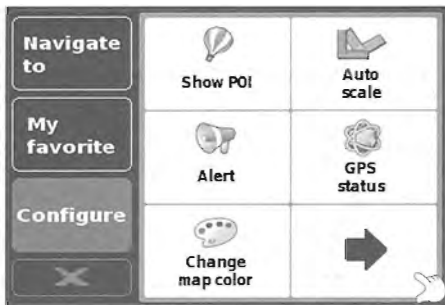 Navigate
to
My
favorite
Configure
Show POI
Auto
scale
Alert
GPS
status
Change
map color